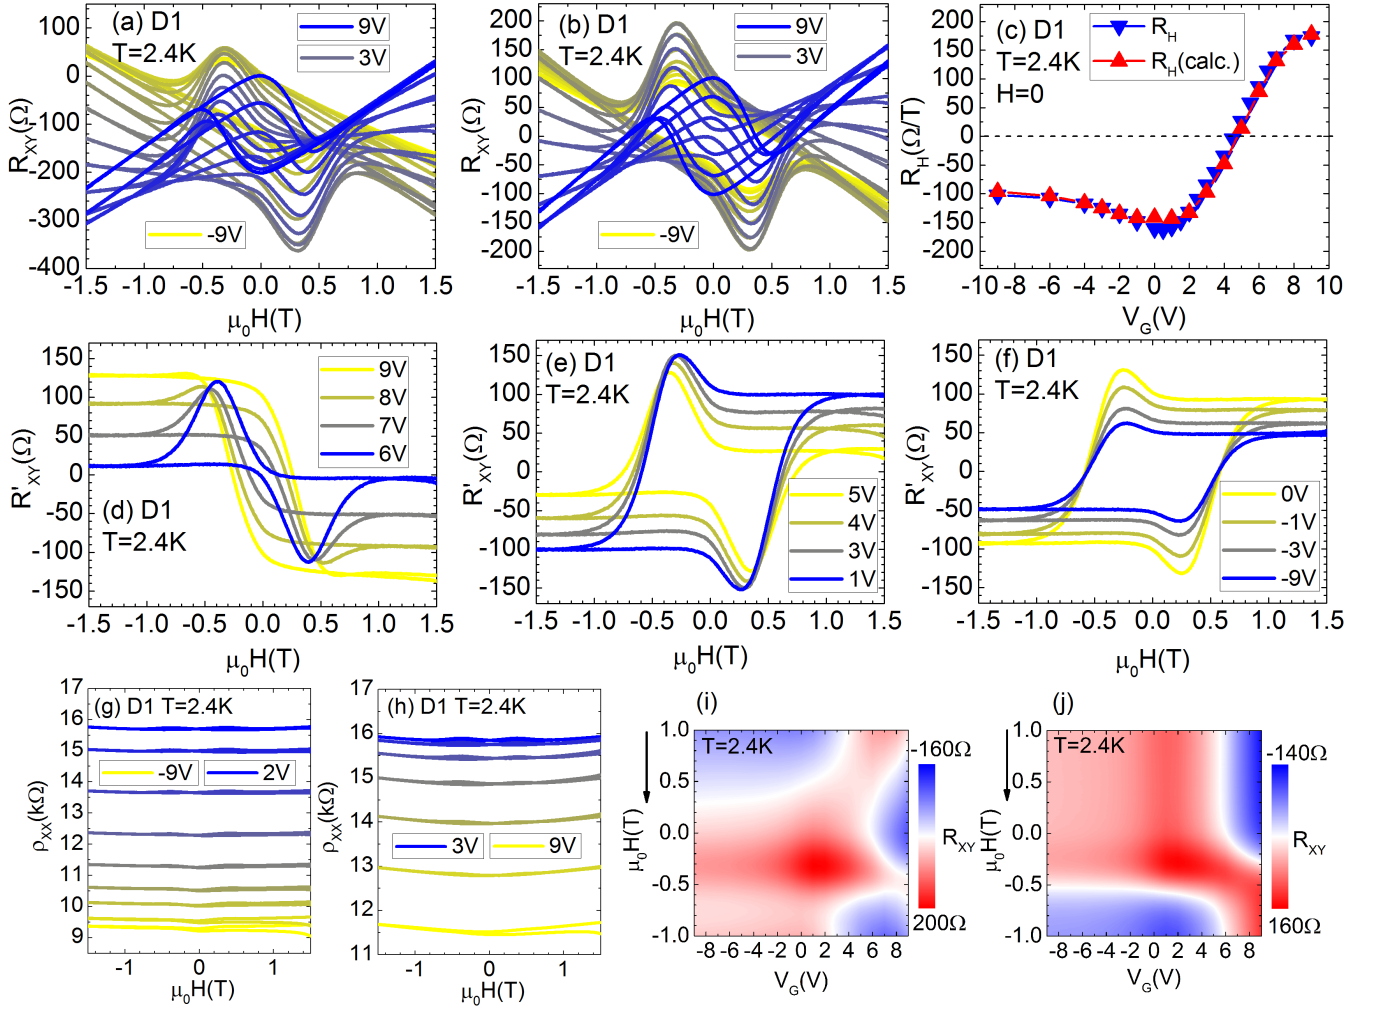 (a) D1
T=2.4K
9V
3V
-9V
100
0
-100
-200
-300
-400
R_XY(Ω)
-1.5 -1.0 -0.5 0.0 0.5 1.0 1.5
μ₀H(T)
(b) D1
T=2.4K
9V
3V
-9V
200
150
100
50
0
-50
-100
-150
-200
R_XY(Ω)
-1.5 -1.0 -0.5 0.0 0.5 1.0 1.5
μ₀H(T)
(c) D1
T=2.4K
H=0
R_H
R_H(calc.)
200
150
100
50
0
-50
-100
-150
-200
R_H(Ω/T)
-10 -8 -6 -4 -2 0 2 4 6 8 10
V_G(V)
(d) D1
T=2.4K
9V
8V
7V
6V
150
100
50
0
-50
-100
-150
R'_XY(Ω)
-1.5 -1.0 -0.5 0.0 0.5 1.0 1.5
μ₀H(T)
(e) D1
T=2.4K
5V
4V
3V
1V
150
100
50
0
-50
-100
-150
R'_XY(Ω)
-1.5 -1.0 -0.5 0.0 0.5 1.0 1.5
μ₀H(T)
(f) D1
T=2.4K
0V
-1V
-3V
-9V
150
100
50
0
-50
-100
-150
R'_XY(Ω)
-1.5 -1.0 -0.5 0.0 0.5 1.0 1.5
μ₀H(T)
(g) D1 T=2.4K
-9V
2V
17
16
15
14
13
12
11
10
9
ρ_XX(kΩ)
-1 0 1
μ₀H(T)
(h) D1 T=2.4K
3V
9V
17
16
15
14
13
12
11
ρ_XX(kΩ)
-1 0 1
μ₀H(T)
(i)
T=2.4K
1.0
0.5
0.0
-0.5
-1.0
μ₀H(T)
-8 -6 -4 -2 0 2 4 6 8
V_G(V)
-160Ω
R_XY
200Ω
(j)
T=2.4K
1.0
0.5
0.0
-0.5
-1.0
μ₀H(T)
-8 -6 -4 -2 0 2 4 6 8
V_G(V)
-140Ω
R_XY
160Ω